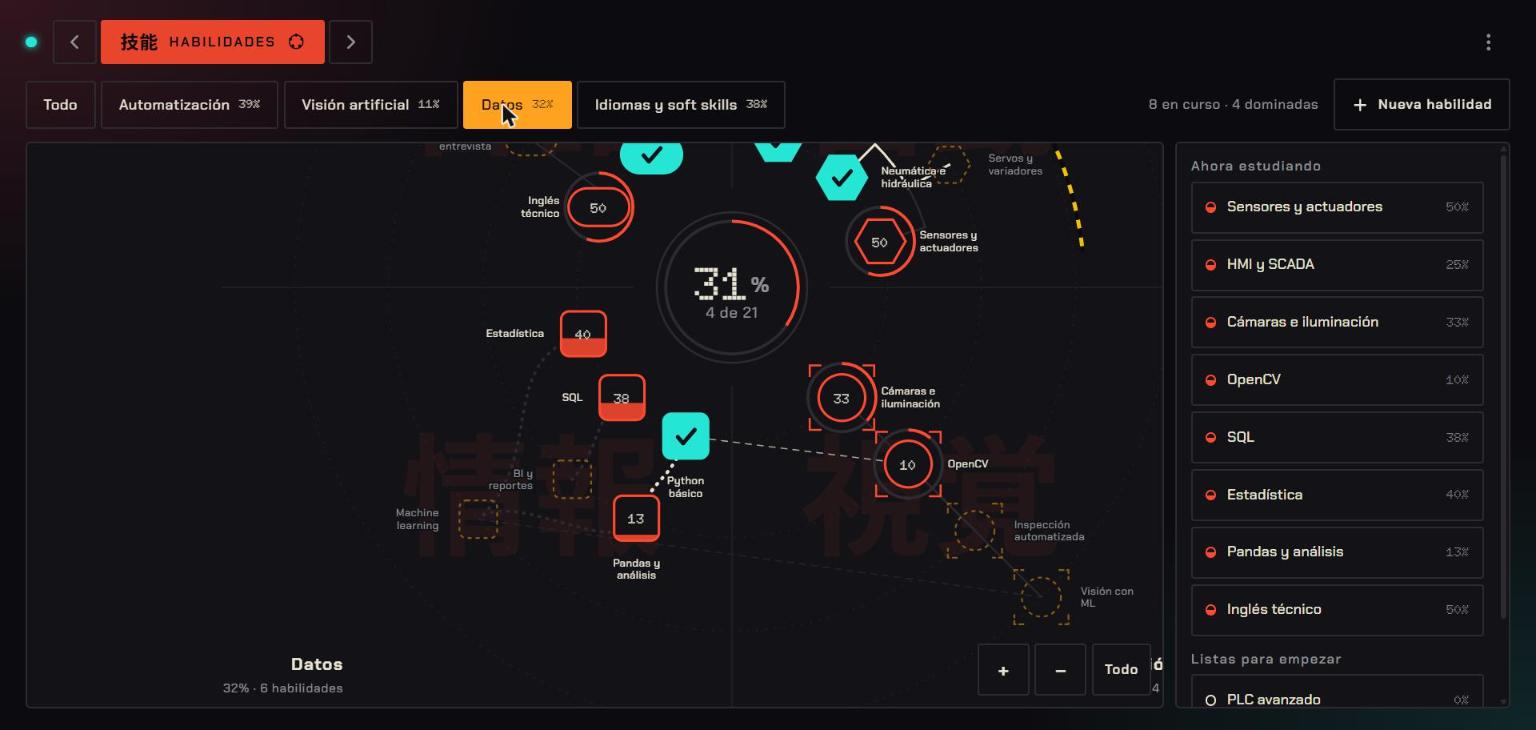 技能 HABILIDADES
Todo
Automatización 39%
Visión artificial 11%
Datos 32%
Idiomas y soft skills 38%
8 en curso · 4 dominadas
+ Nueva habilidad
entrevista
Inglés
técnico
50
Neumática e
hidráulica
Servos y
variadores
50
Sensores y
actuadores
31%
4 de 21
Estadística
40
SQL
38
Python
básico
33
Cámaras e
iluminación
10
OpenCV
BI y
reportes
Machine
learning
13
Pandas y
análisis
Inspección
automatizada
Visión con
ML
情報
視覚
Datos
32% · 6 habilidades
+
−
Todo
ó
4
Ahora estudiando
Sensores y actuadores 50%
HMI y SCADA 25%
Cámaras e iluminación 33%
OpenCV 10%
SQL 38%
Estadística 40%
Pandas y análisis 13%
Inglés técnico 50%
Listas para empezar
PLC avanzado 0%